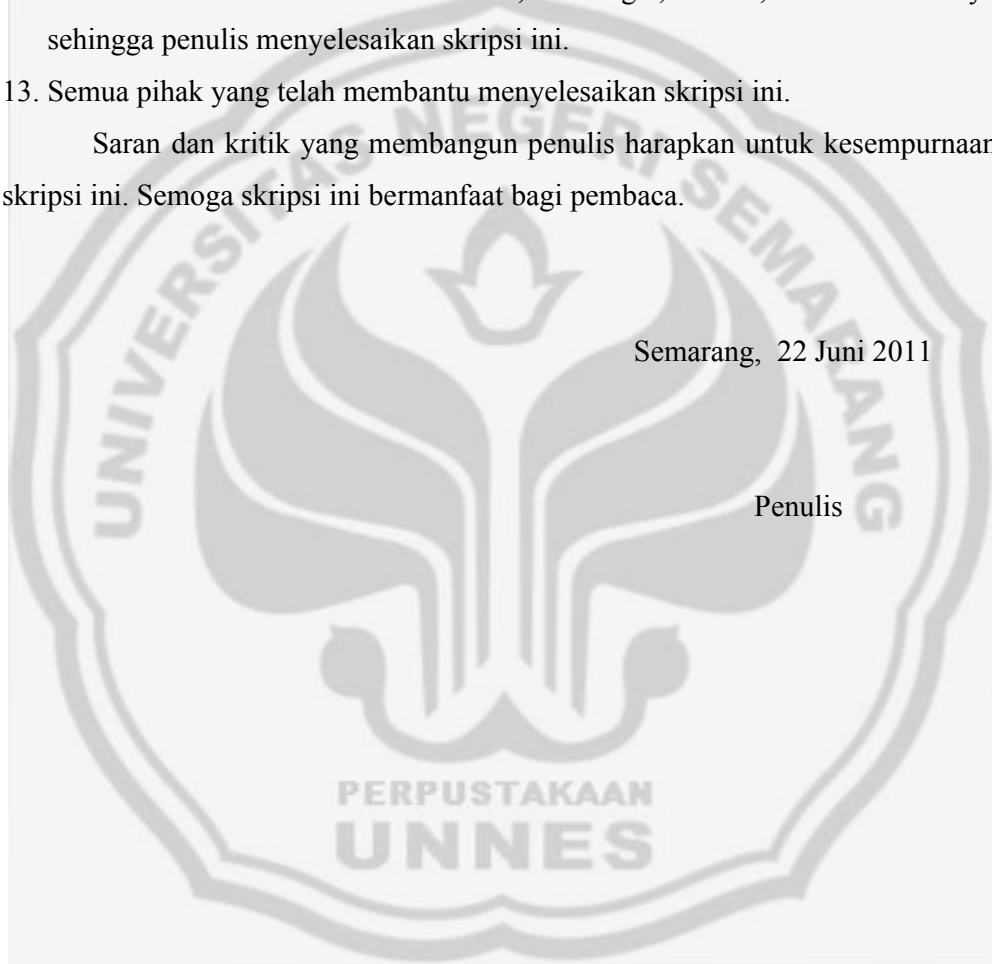 sehingga penulis menyelesaikan skripsi ini.
13. Semua pihak yang telah membantu menyelesaikan skripsi ini.
Saran dan kritik yang membangun penulis harapkan untuk kesempurnaan
skripsi ini. Semoga skripsi ini bermanfaat bagi pembaca.
UNIVERSITAS NEGERI SEMARANG
Semarang, 22 Juni 2011
Penulis
PERPUSTAKAAN
UNNES